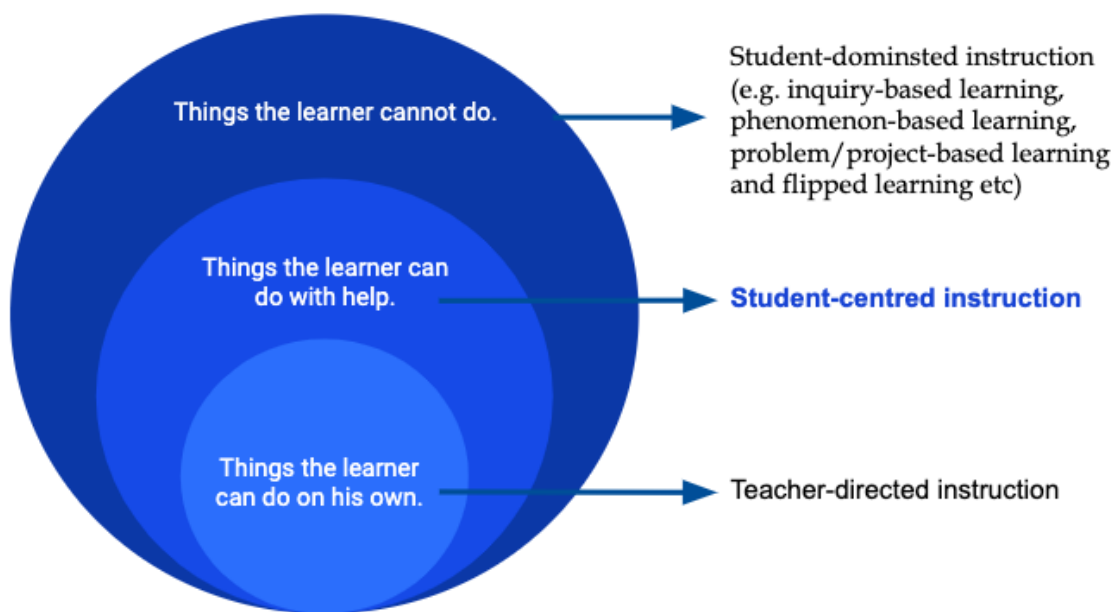 Things the learner cannot do.
Student-dominsted instruction
(e.g. inquiry-based learning,
phenomenon-based learning,
problem/project-based learning
and flipped learning etc)
Things the learner can
do with help.
Student-centred instruction
Things the learner
can do on his own.
Teacher-directed instruction